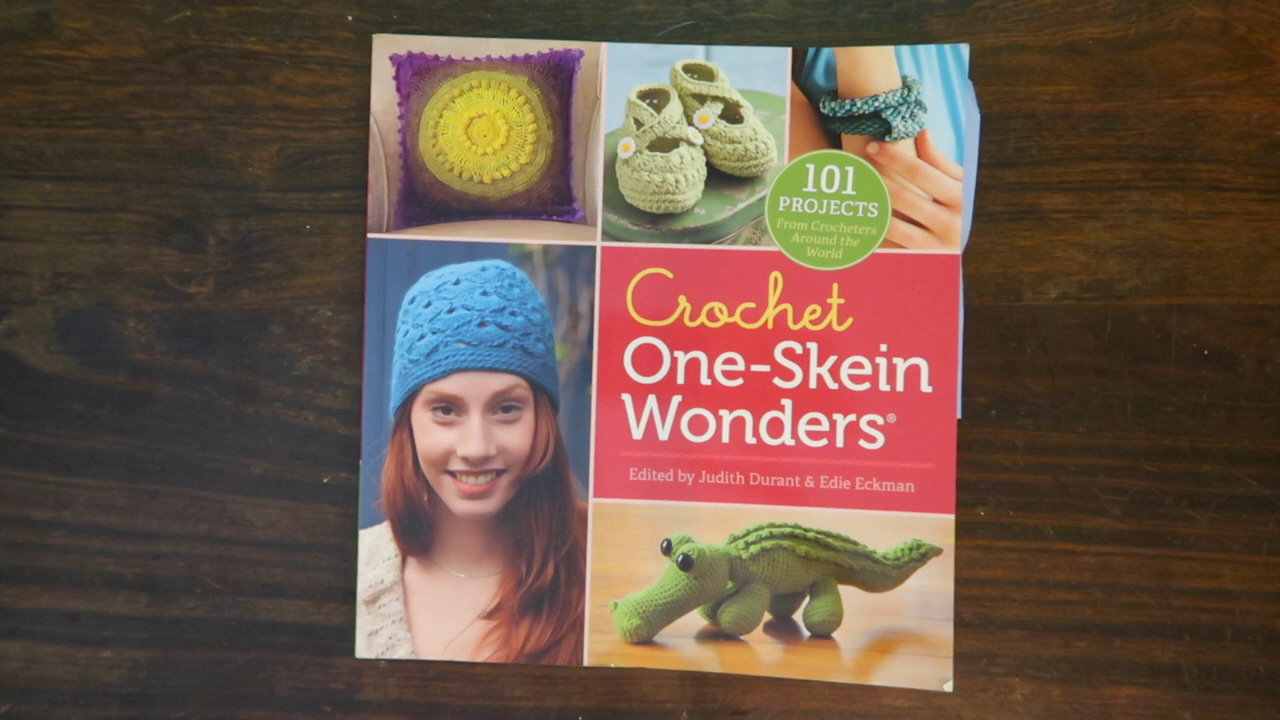 101
PROJECTS
From Crocheters
Around the
World
Crochet
One-Skein
Wonders®
Edited by Judith Durant & Edie Eckman